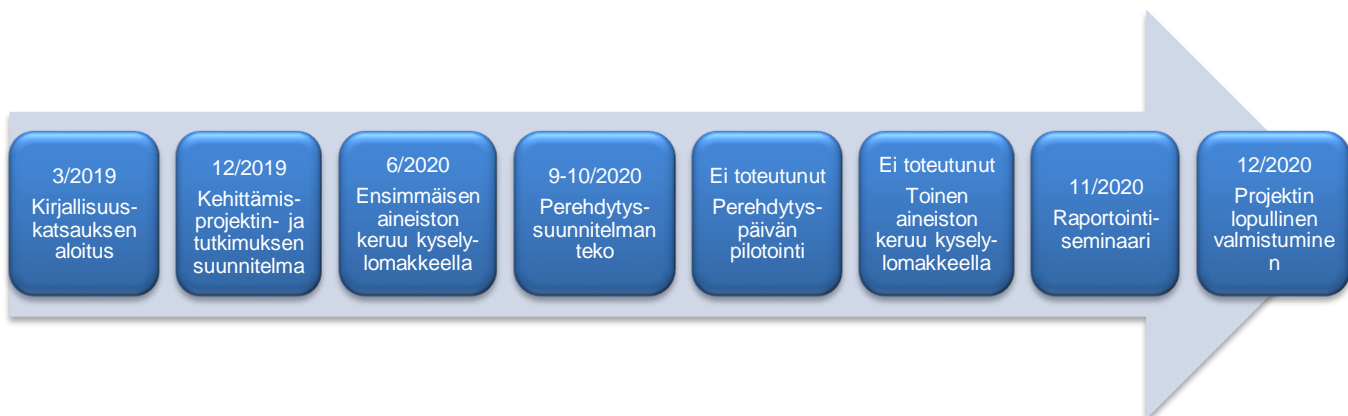 3/2019
Kirjallisuus-
katsauksen
aloitus
12/2019
Kehittämis-
projektin- ja
tutkimuksen
suunnitelma
6/2020
Ensimmäisen
aineiston
keruu kysely-
lomakkeella
9-10/2020
Perehdytys-
suunnitelman
teko
Ei toteutunut
Perehdytys-
päivän
pilotointi
Ei toteutunut
Toinen
aineiston
keruu kysely-
lomakkeella
11/2020
Raportointi-
seminaari
12/2020
Projektin
lopullinen
valmistumine
n